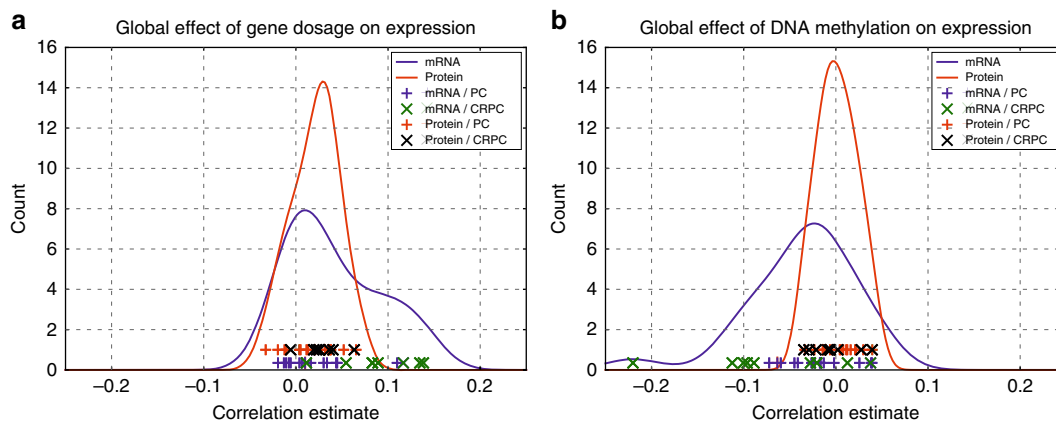 a
Global effect of gene dosage on expression
16
14
12
10
8
6
4
2
0
Count
mRNA
Protein
mRNA / PC
mRNA / CRPC
Protein / PC
Protein / CRPC
−0.2
−0.1
0.0
0.1
0.2
Correlation estimate
b
Global effect of DNA methylation on expression
16
14
12
10
8
6
4
2
0
Count
mRNA
Protein
mRNA / PC
mRNA / CRPC
Protein / PC
Protein / CRPC
−0.2
−0.1
0.0
0.1
0.2
Correlation estimate